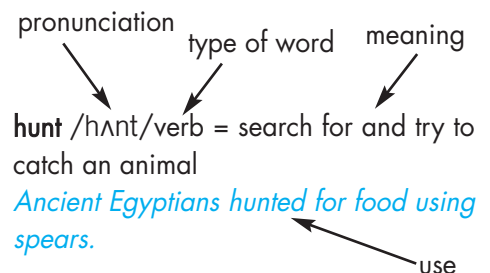 pronunciation
type of word
meaning
hunt /hʌnt/verb = search for and try to
catch an animal
Ancient Egyptians hunted for food using
spears.
use